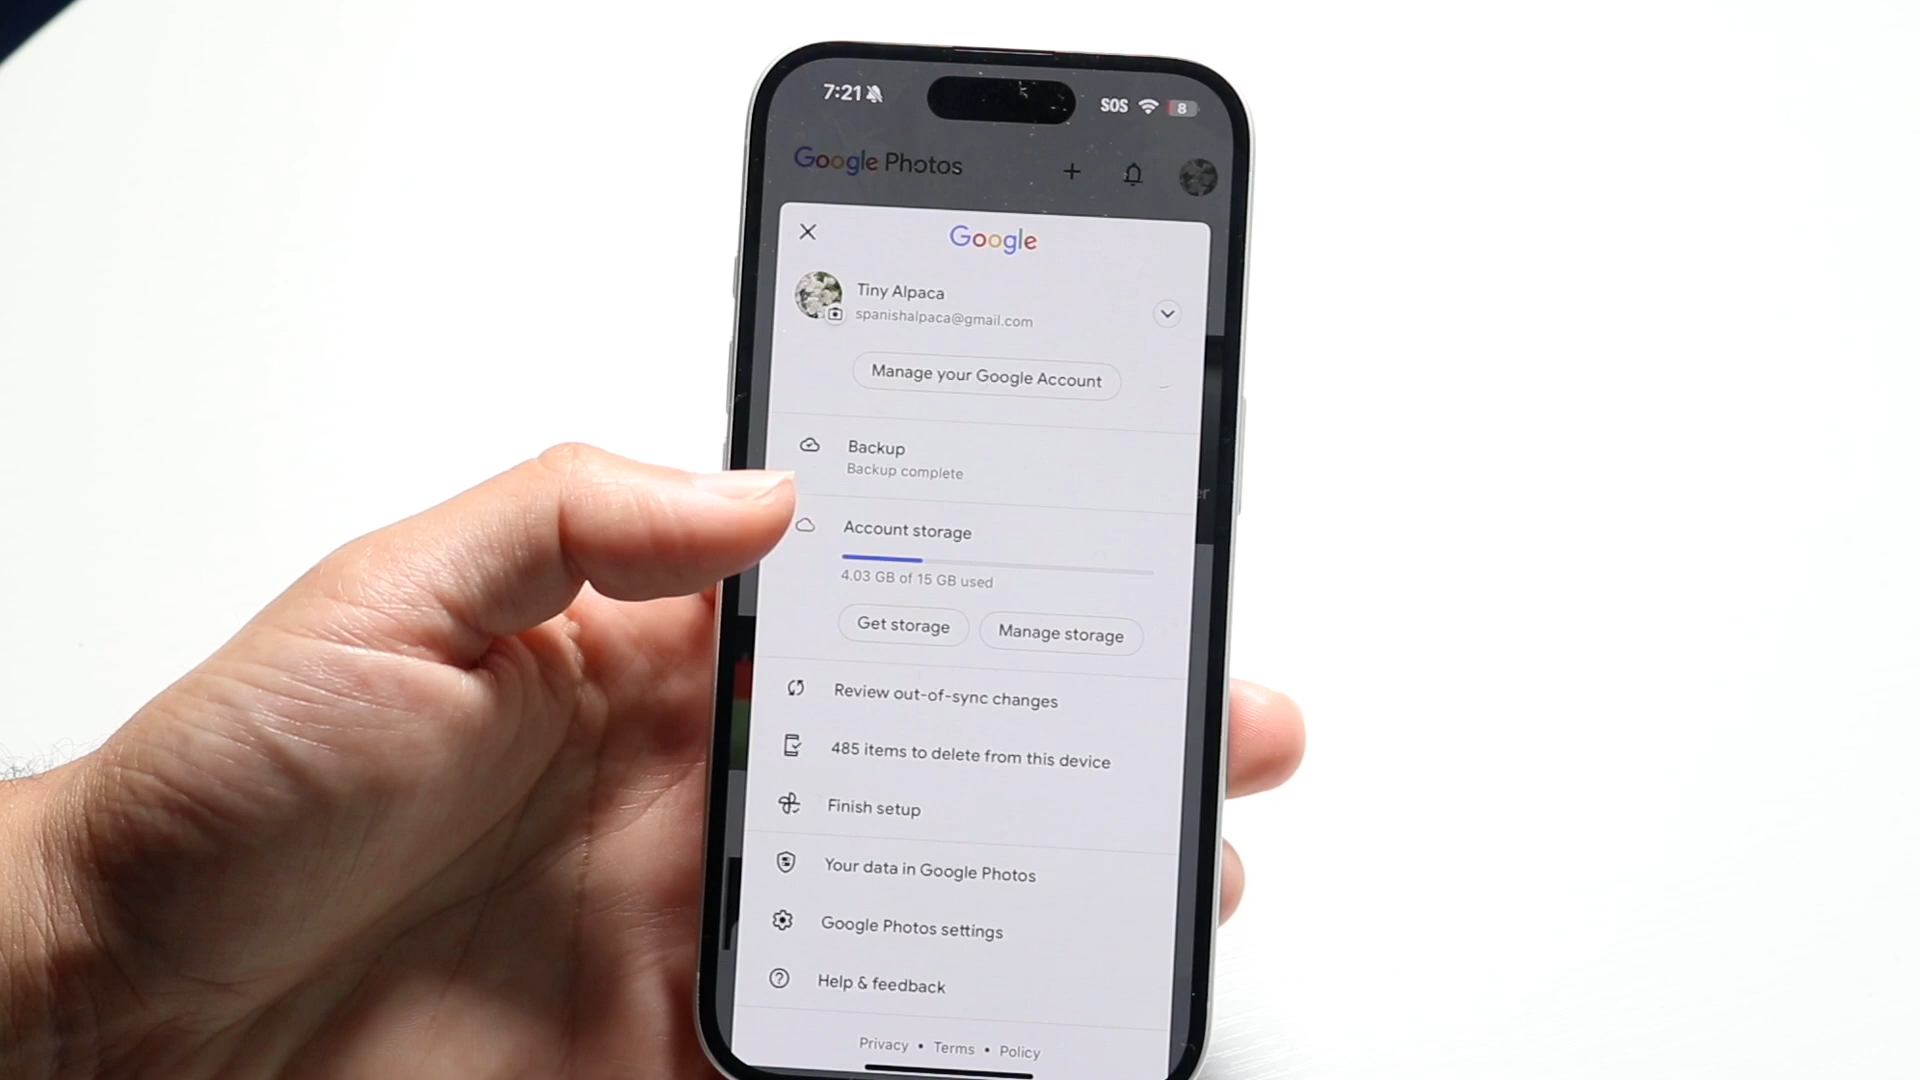 7:21
SOS
8
Google Photos
Google
Tiny Alpaca
spanishalpaca@gmail.com
Manage your Google Account
Backup
Backup complete
er
Account storage
4.03 GB of 15 GB used
Get storage
Manage storage
Review out-of-sync changes
485 items to delete from this device
Finish setup
Your data in Google Photos
Google Photos settings
Help & feedback
Privacy • Terms • Policy